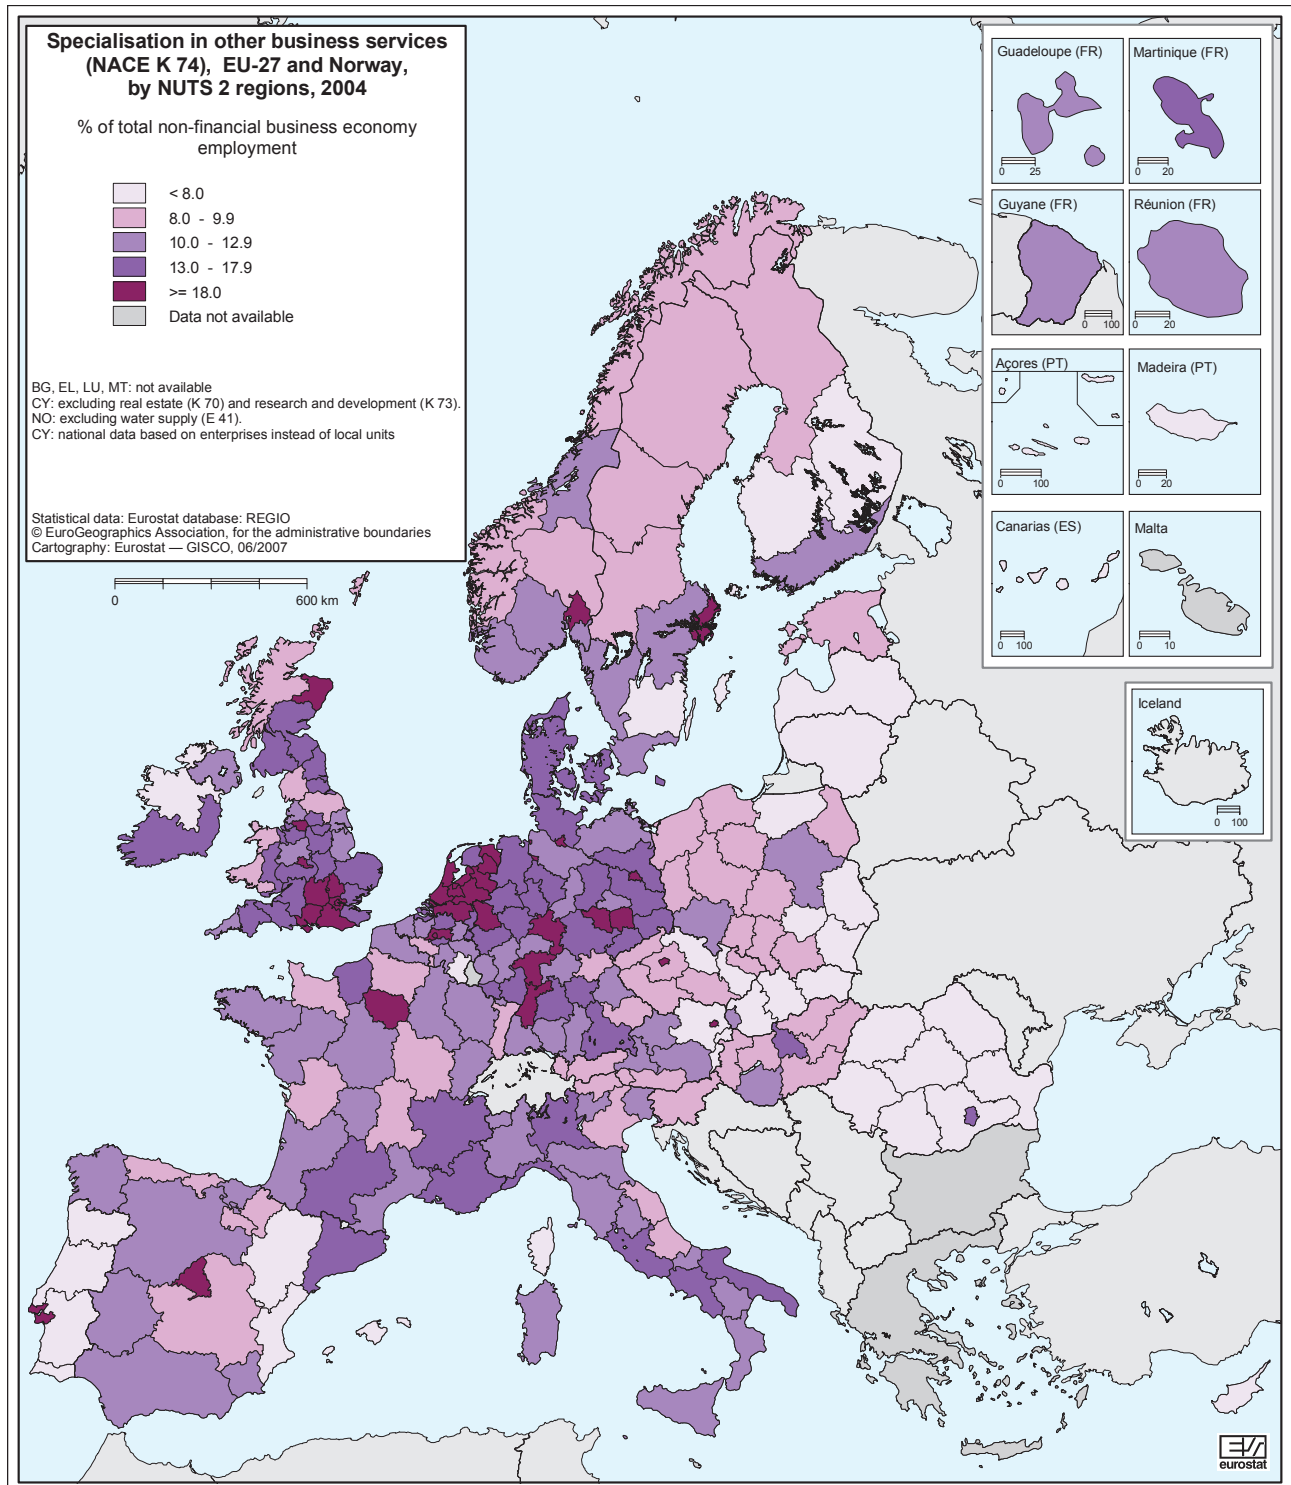 Specialisation in other business services
(NACE K 74), EU-27 and Norway,
by NUTS 2 regions, 2004
% of total non-financial business economy
employment
< 8.0
8.0 - 9.9
10.0 - 12.9
13.0 - 17.9
>= 18.0
Data not available
BG, EL, LU, MT: not available
CY: excluding real estate (K 70) and research and development (K 73).
NO: excluding water supply (E 41).
CY: national data based on enterprises instead of local units
Statistical data: Eurostat database: REGIO
© EuroGeographics Association, for the administrative boundaries
Cartography: Eurostat — GISCO, 06/2007
0 600 km
Guadeloupe (FR)
0 25
Martinique (FR)
0 20
Guyane (FR)
0 100
Réunion (FR)
0 20
Açores (PT)
0 100
Madeira (PT)
0 20
Canarias (ES)
0 100
Malta
0 10
Iceland
0 100
eurostat